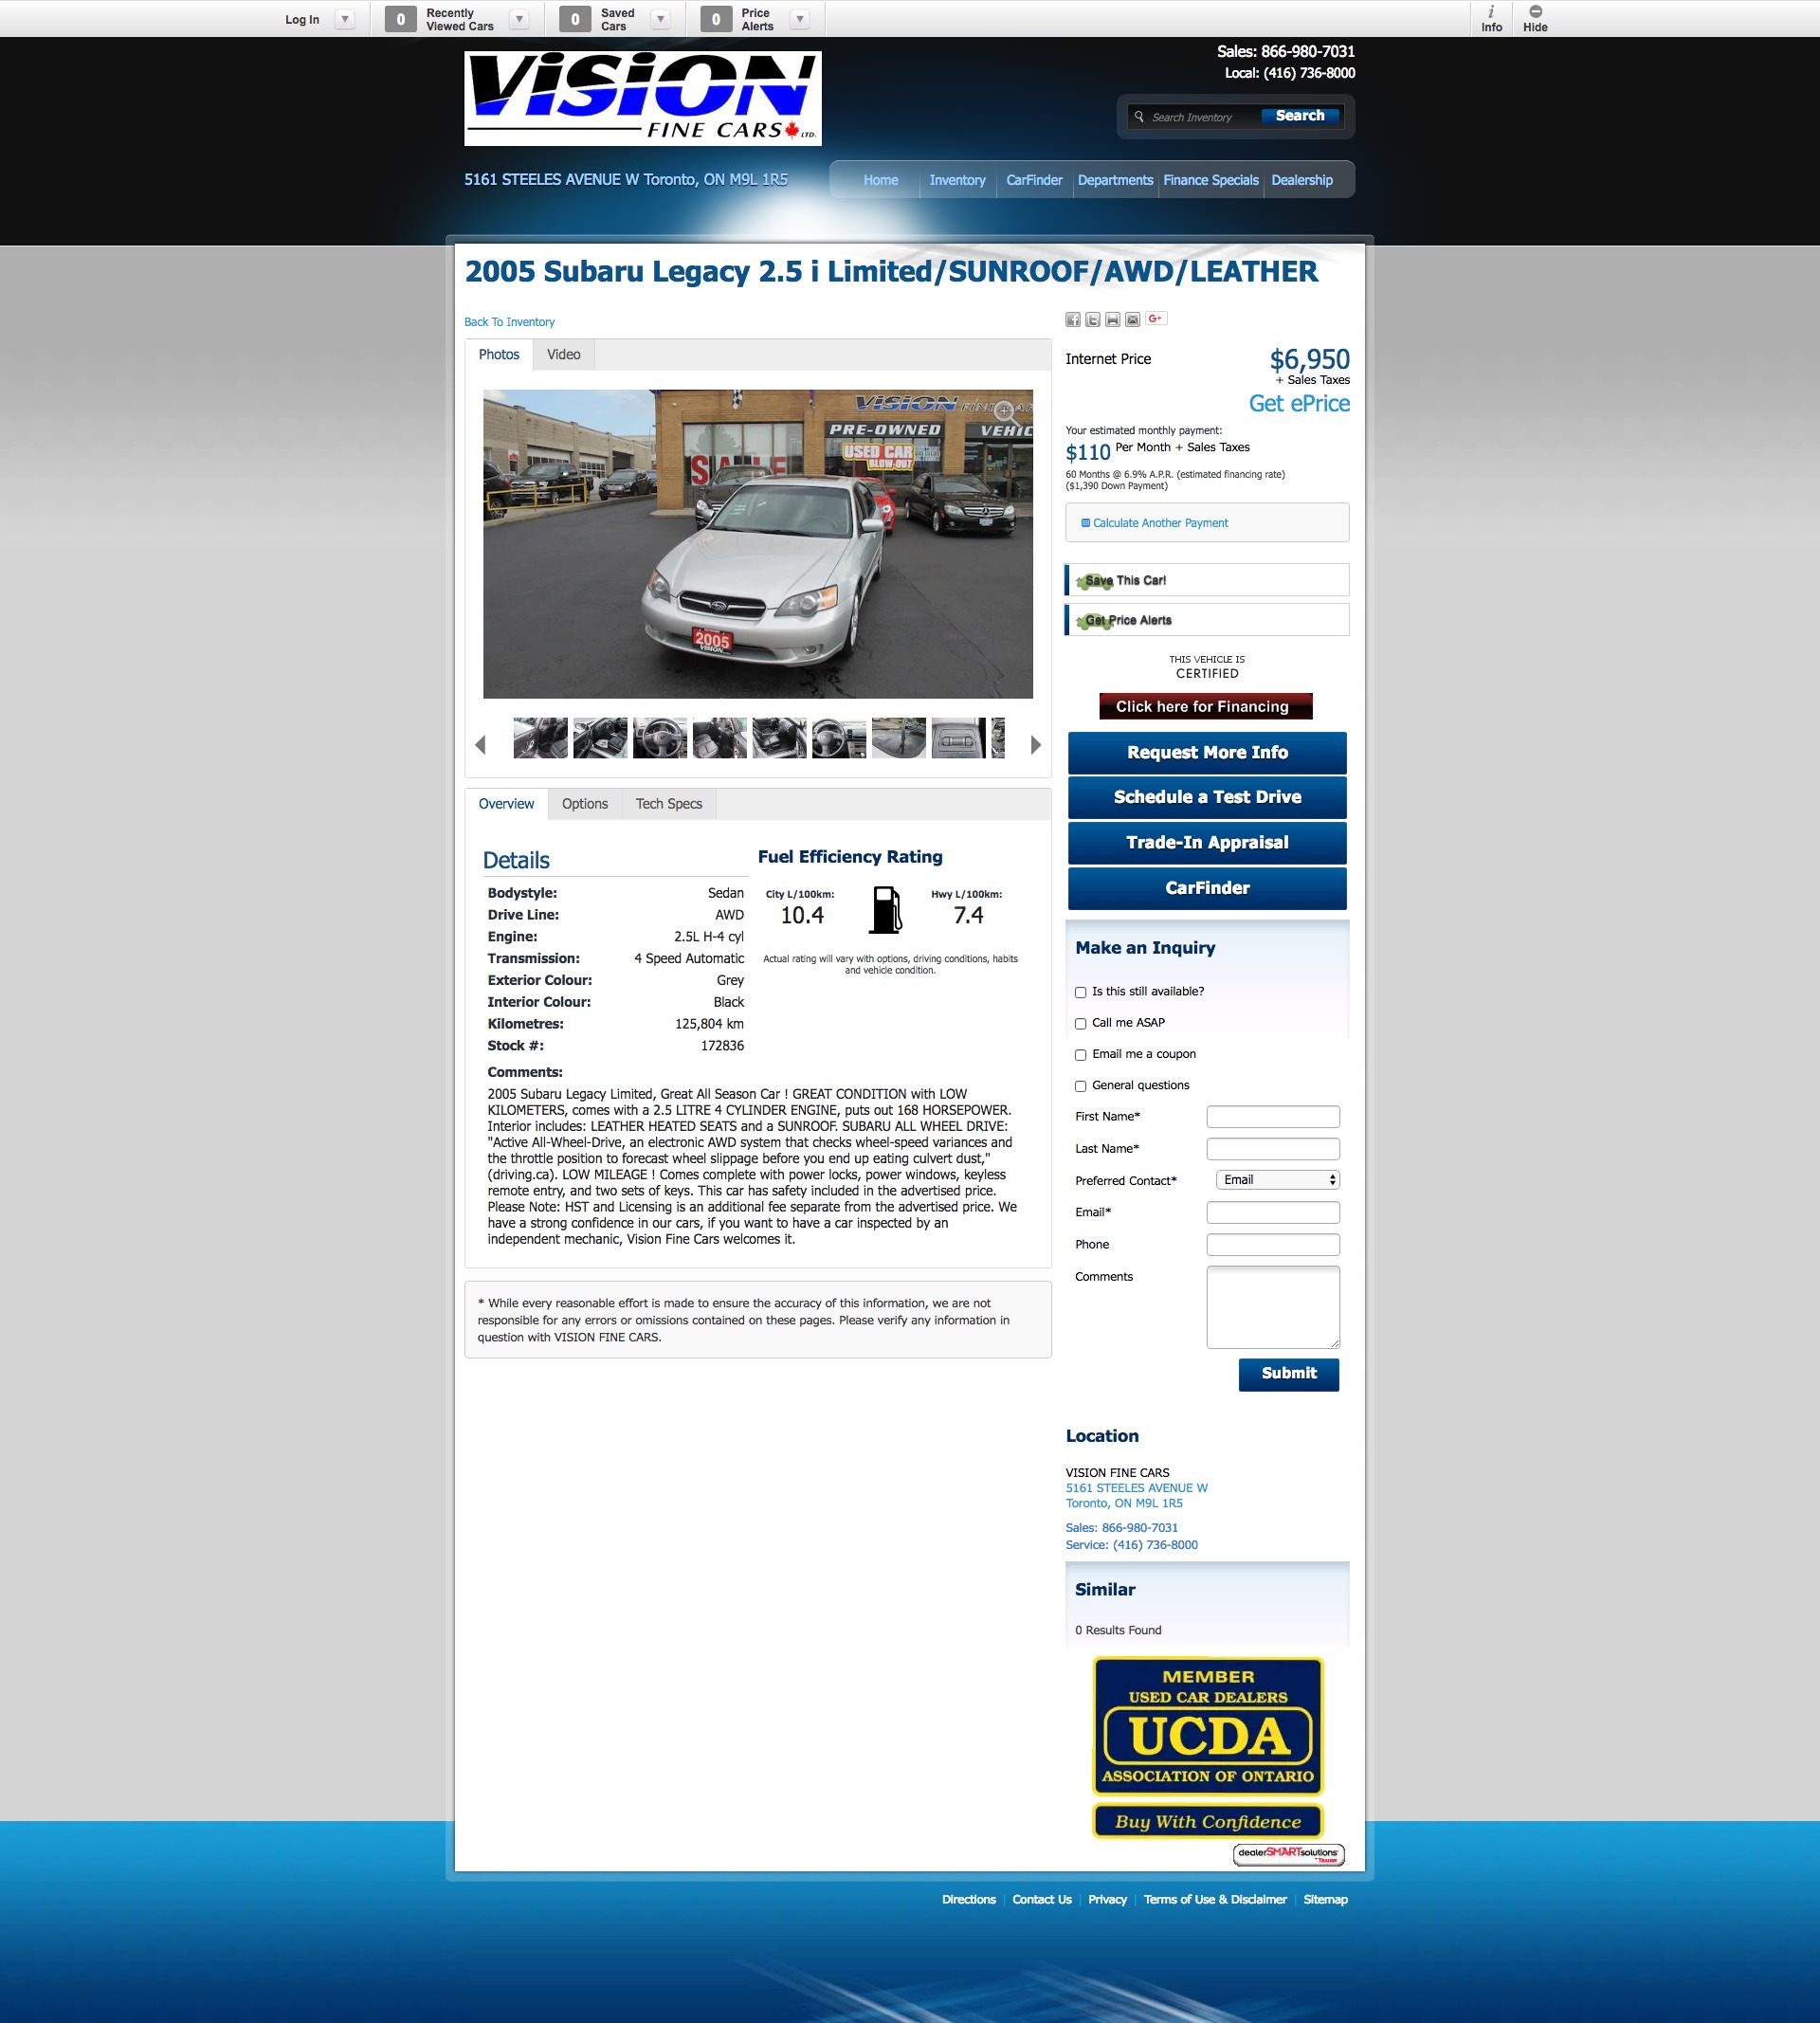 Log In
0 Recently Viewed Cars
0 Saved Cars
0 Price Alerts
Info
Hide
ViSiON
FINE CARS LTD.
Sales: 866-980-7031
Local: (416) 736-8000
Search Inventory
Search
5161 STEELES AVENUE W Toronto, ON M9L 1R5
Home
Inventory
CarFinder
Departments
Finance Specials
Dealership
2005 Subaru Legacy 2.5 i Limited/SUNROOF/AWD/LEATHER
Back To Inventory
Photos
Video
ViSiON
PRE-OWNED
VEHIC
USED CAR
BLOW-OUT
SALE
2005
VISION
Overview
Options
Tech Specs
Details
Bodystyle: Sedan
Drive Line: AWD
Engine: 2.5L H-4 cyl
Transmission: 4 Speed Automatic
Exterior Colour: Grey
Interior Colour: Black
Kilometres: 125,804 km
Stock #: 172836
Fuel Efficiency Rating
City L/100km:
10.4
Hwy L/100km:
7.4
Actual rating will vary with options, driving conditions, habits
and vehicle condition.
Comments:
2005 Subaru Legacy Limited, Great All Season Car ! GREAT CONDITION with LOW
KILOMETERS, comes with a 2.5 LITRE 4 CYLINDER ENGINE, puts out 168 HORSEPOWER.
Interior includes: LEATHER HEATED SEATS and a SUNROOF. SUBARU ALL WHEEL DRIVE:
"Active All-Wheel-Drive, an electronic AWD system that checks wheel-speed variances and
the throttle position to forecast wheel slippage before you end up eating culvert dust,"
(driving.ca). LOW MILEAGE ! Comes complete with power locks, power windows, keyless
remote entry, and two sets of keys. This car has safety included in the advertised price.
Please Note: HST and Licensing is an additional fee separate from the advertised price. We
have a strong confidence in our cars, if you want to have a car inspected by an
independent mechanic, Vision Fine Cars welcomes it.
* While every reasonable effort is made to ensure the accuracy of this information, we are not
responsible for any errors or omissions contained on these pages. Please verify any information in
question with VISION FINE CARS.
G+
Internet Price
$6,950
+ Sales Taxes
Get ePrice
Your estimated monthly payment:
$110 Per Month + Sales Taxes
60 Months @ 6.9% A.P.R. (estimated financing rate)
($1,390 Down Payment)
Calculate Another Payment
Save This Car!
Get Price Alerts
THIS VEHICLE IS
CERTIFIED
Click here for Financing
Request More Info
Schedule a Test Drive
Trade-In Appraisal
CarFinder
Make an Inquiry
Is this still available?
Call me ASAP
Email me a coupon
General questions
First Name*
Last Name*
Preferred Contact* Email
Email*
Phone
Comments
Submit
Location
VISION FINE CARS
5161 STEELES AVENUE W
Toronto, ON M9L 1R5
Sales: 866-980-7031
Service: (416) 736-8000
Similar
0 Results Found
MEMBER
USED CAR DEALERS
UCDA
ASSOCIATION OF ONTARIO
Buy With Confidence
dealerSMARTsolutions
Directions
Contact Us
Privacy
Terms of Use & Disclaimer
Sitemap